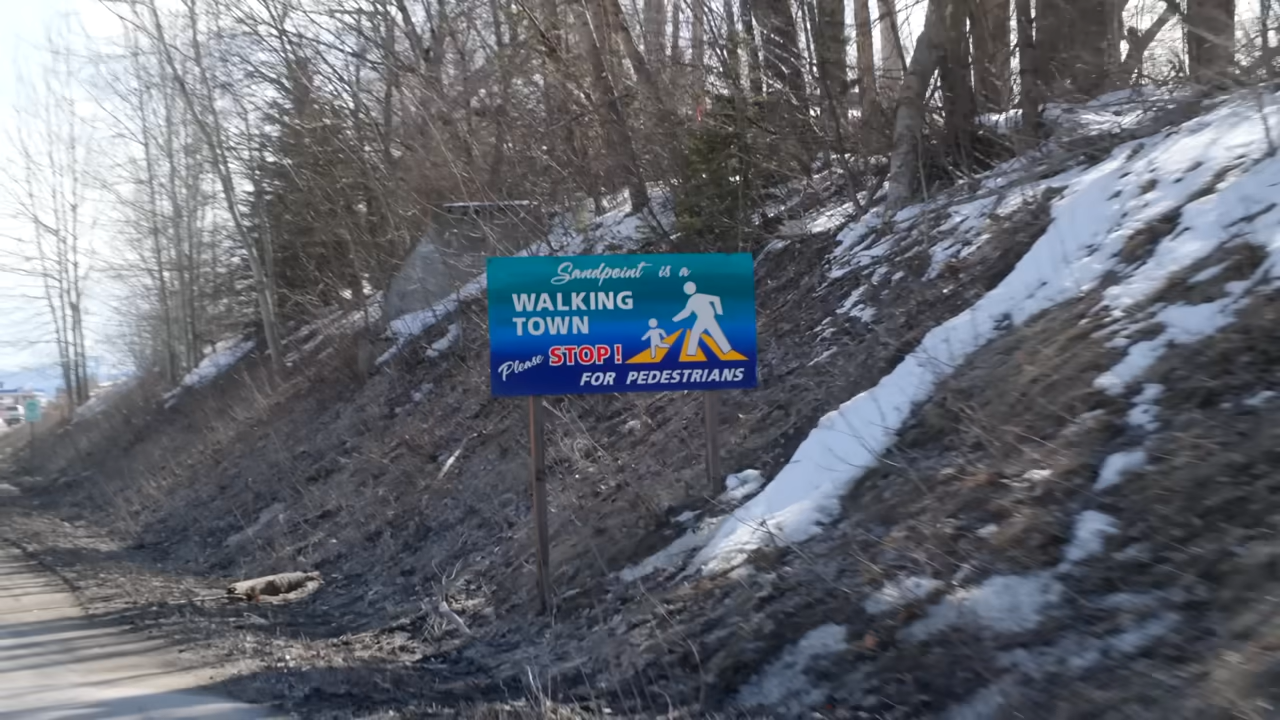 Sandpoint is a
WALKING
TOWN
Please STOP!
FOR PEDESTRIANS